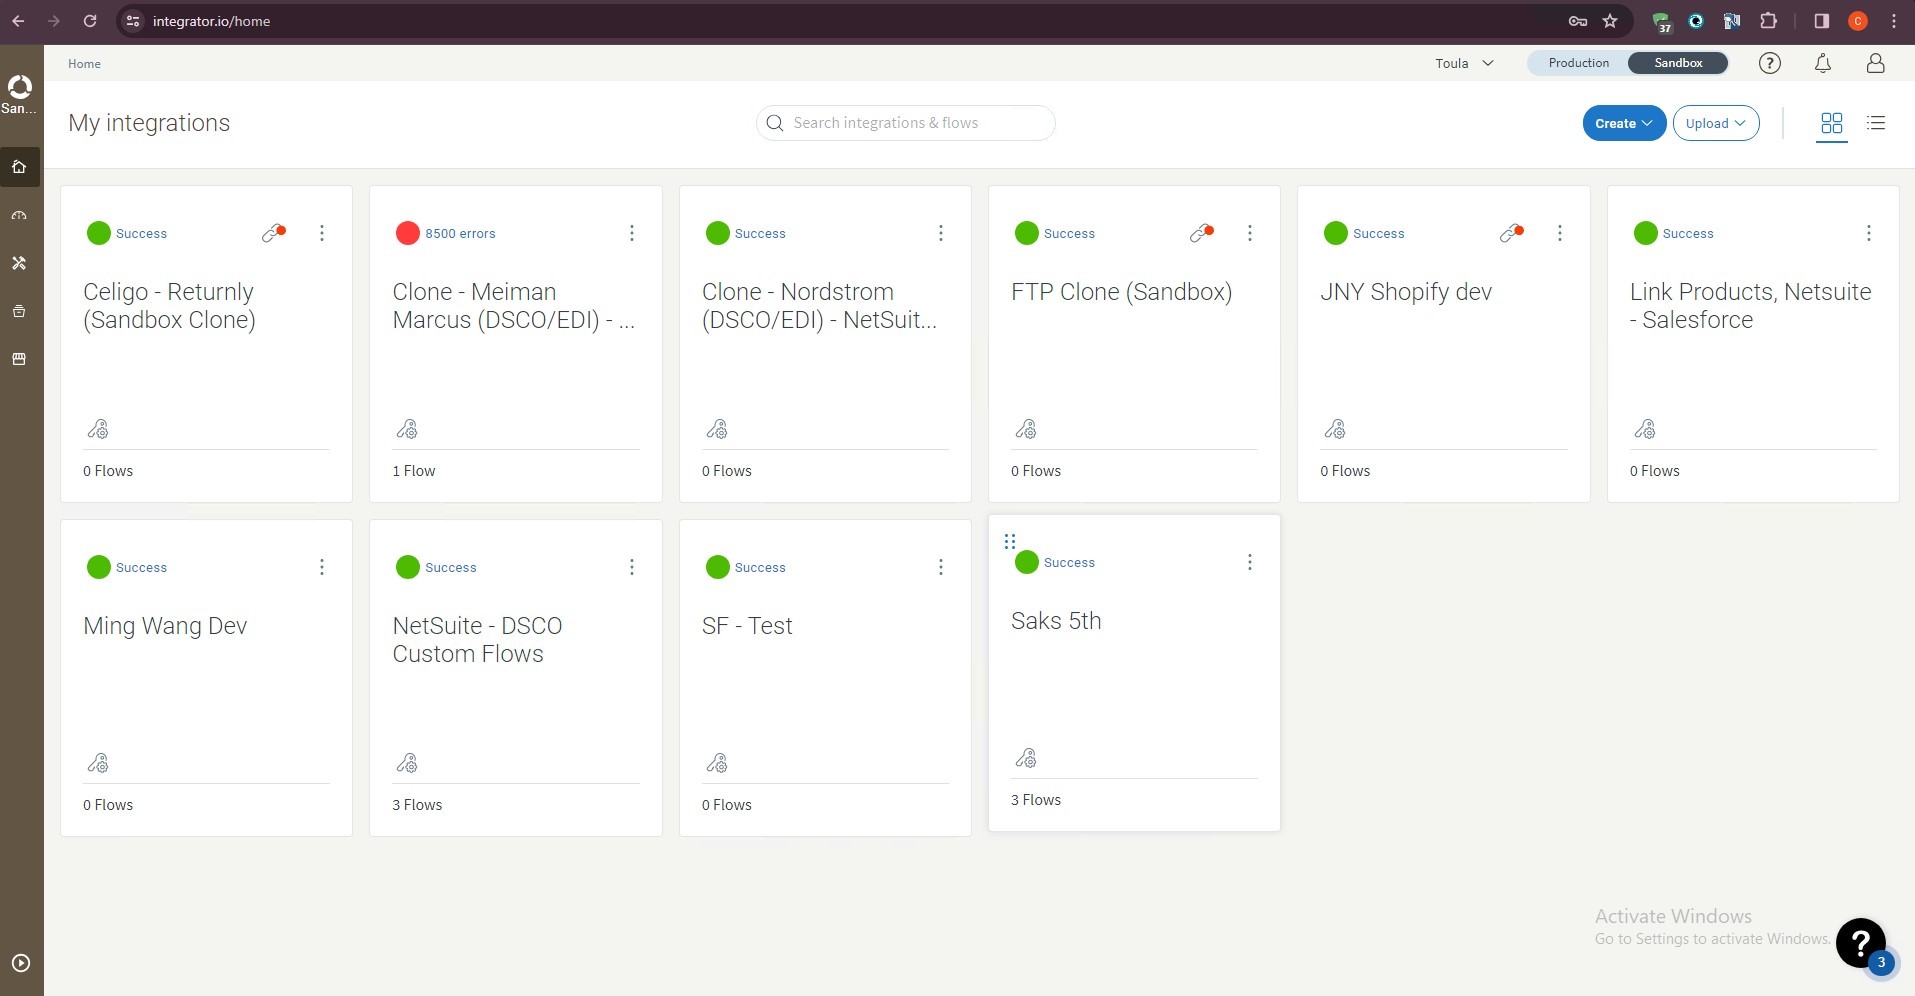 integrator.io/home
37
C
Home
Toula
Production
Sandbox
San...
My integrations
Search integrations & flows
Create
Upload
Success
8500 errors
Success
Success
Success
Success
Celigo - Returnly
(Sandbox Clone)
Clone - Meiman
Marcus (DSCO/EDI) - ...
Clone - Nordstrom
(DSCO/EDI) - NetSuit...
FTP Clone (Sandbox)
JNY Shopify dev
Link Products, Netsuite
- Salesforce
0 Flows
1 Flow
0 Flows
0 Flows
0 Flows
0 Flows
Success
Success
Success
Success
Ming Wang Dev
NetSuite - DSCO
Custom Flows
SF - Test
Saks 5th
0 Flows
3 Flows
0 Flows
3 Flows
Activate Windows
Go to Settings to activate Windows.
?
3